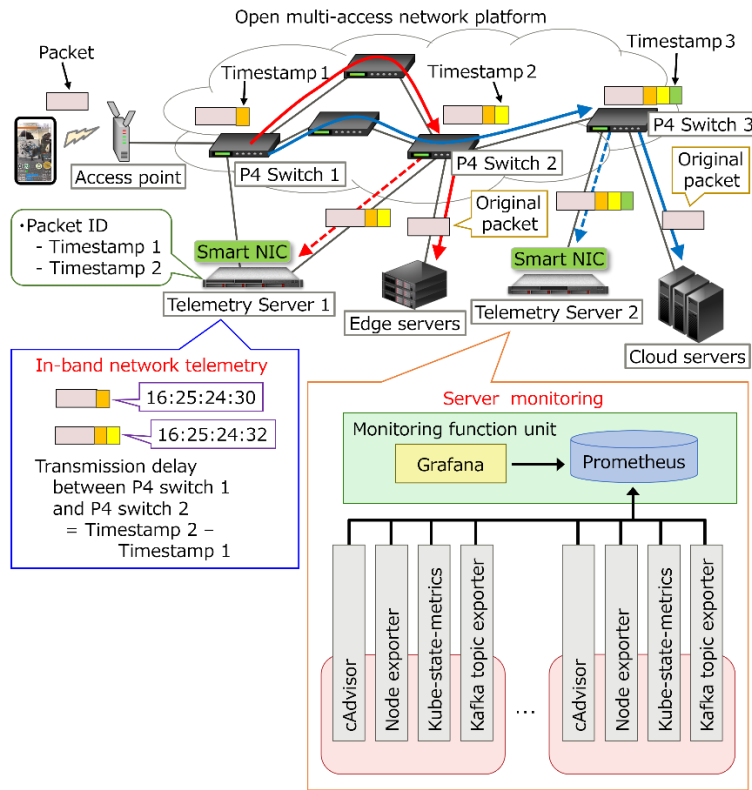 Open multi-access network platform
Packet
Timestamp 1
Timestamp 2
Timestamp 3
Access point
P4 Switch 1
P4 Switch 2
P4 Switch 3
Original
packet
Original
packet
・Packet ID
- Timestamp 1
- Timestamp 2
Smart NIC
Telemetry Server 1
Edge servers
Smart NIC
Telemetry Server 2
Cloud servers
In-band network telemetry
16:25:24:30
16:25:24:32
Transmission delay
between P4 switch 1
and P4 switch 2
= Timestamp 2 –
Timestamp 1
Server monitoring
Monitoring function unit
Grafana
Prometheus
cAdvisor
Node exporter
Kube-state-metrics
Kafka topic exporter
...
cAdvisor
Node exporter
Kube-state-metrics
Kafka topic exporter